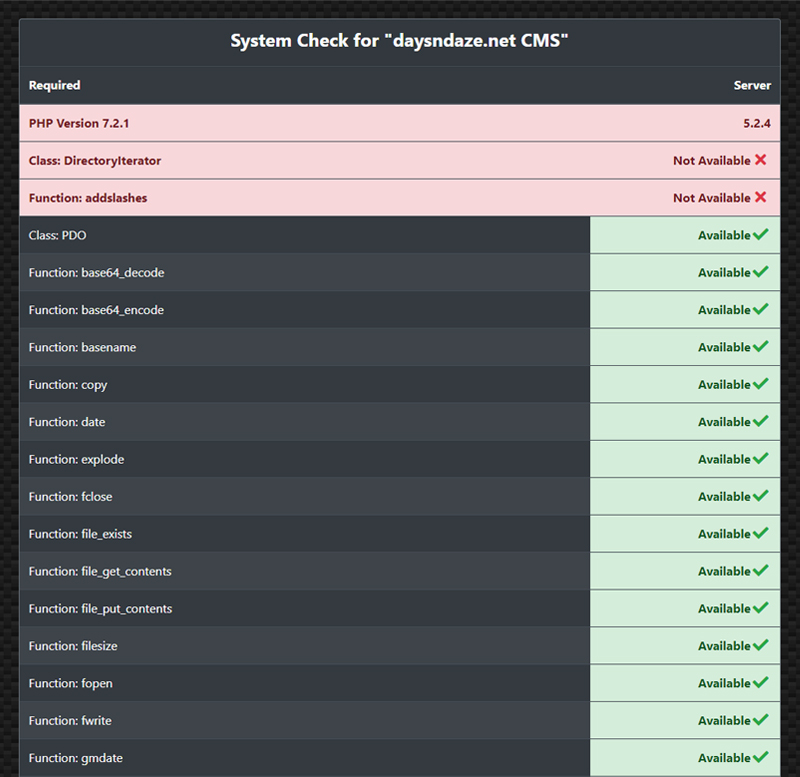 System Check for "daysndaze.net CMS"
Required Server
PHP Version 7.2.1 5.2.4
Class: DirectoryIterator Not Available
Function: addslashes Not Available
Class: PDO Available
Function: base64_decode Available
Function: base64_encode Available
Function: basename Available
Function: copy Available
Function: date Available
Function: explode Available
Function: fclose Available
Function: file_exists Available
Function: file_get_contents Available
Function: file_put_contents Available
Function: filesize Available
Function: fopen Available
Function: fwrite Available
Function: gmdate Available